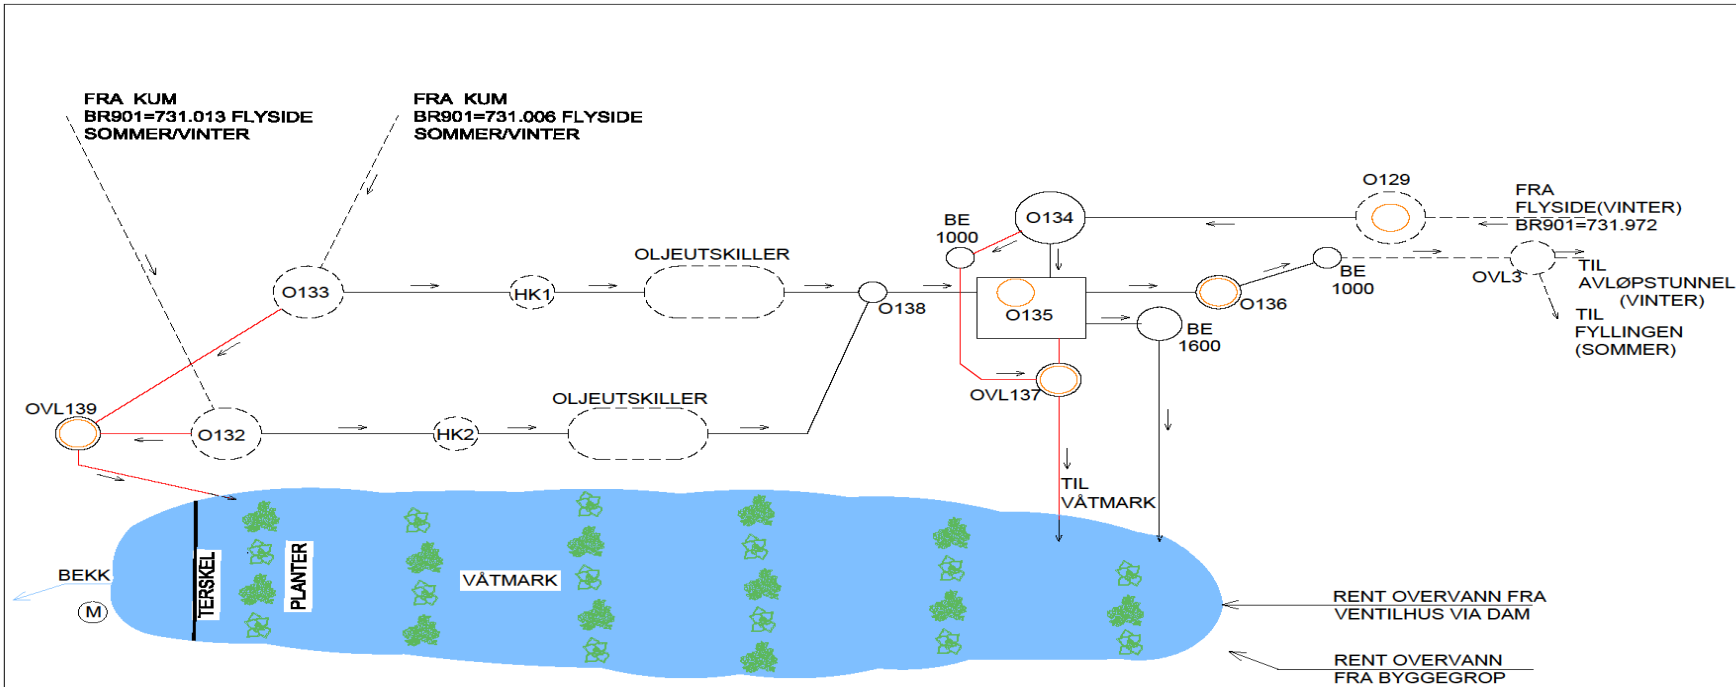 FRA KUM
BR901=731.013 FLYSIDE
SOMMER/VINTER
FRA KUM
BR901=731.006 FLYSIDE
SOMMER/VINTER
O129
FRA
FLYSIDE(VINTER)
BR901=731.972
BE
1000
O134
OLJEUTSKILLER
O133
HK1
O138
O135
O136
BE
1000
OVL3
TIL
AVLØPSTUNNEL
(VINTER)
TIL
FYLLINGEN
(SOMMER)
BE
1600
OVL137
OVL139
O132
HK2
OLJEUTSKILLER
TIL
VÅTMARK
BEKK
M
TERSKEL
PLANTER
VÅTMARK
RENT OVERVANN FRA
VENTILHUS VIA DAM
RENT OVERVANN
FRA BYGGEGROP